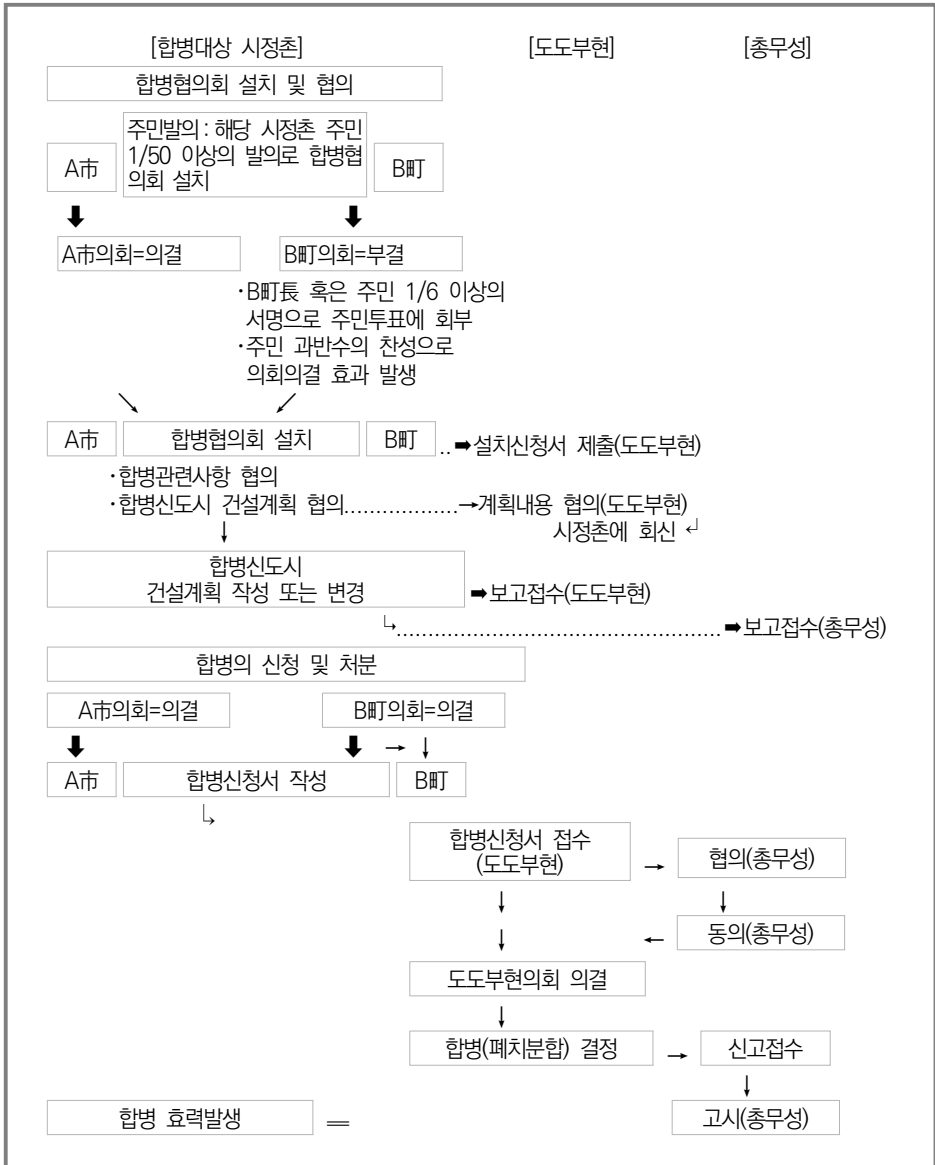 [합병대상 시정촌] [도도부현] [총무성]
합병협의회 설치 및 협의
주민발의 : 해당 시정촌 주민
1/50 이상의 발의로 합병협
의회 설치
A市
B町
A市의회=의결
B町의회=부결
·B町長 혹은 주민 1/6 이상의
서명으로 주민투표에 회부
·주민 과반수의 찬성으로
의회의결 효과 발생
A市 합병협의회 설치 B町 ..➡설치신청서 제출(도도부현)
·합병관련사항 협의
·합병신도시 건설계획 협의..................→계획내용 협의(도도부현)
시정촌에 회신
합병신도시
건설계획 작성 또는 변경
➡보고접수(도도부현)
➡보고접수(총무성)
합병의 신청 및 처분
A市의회=의결 B町의회=의결
A市 합병신청서 작성 B町
합병신청서 접수
(도도부현)
협의(총무성)
동의(총무성)
도도부현의회 의결
합병(폐치분합) 결정 → 신고접수
합병 효력발생 = 고시(총무성)